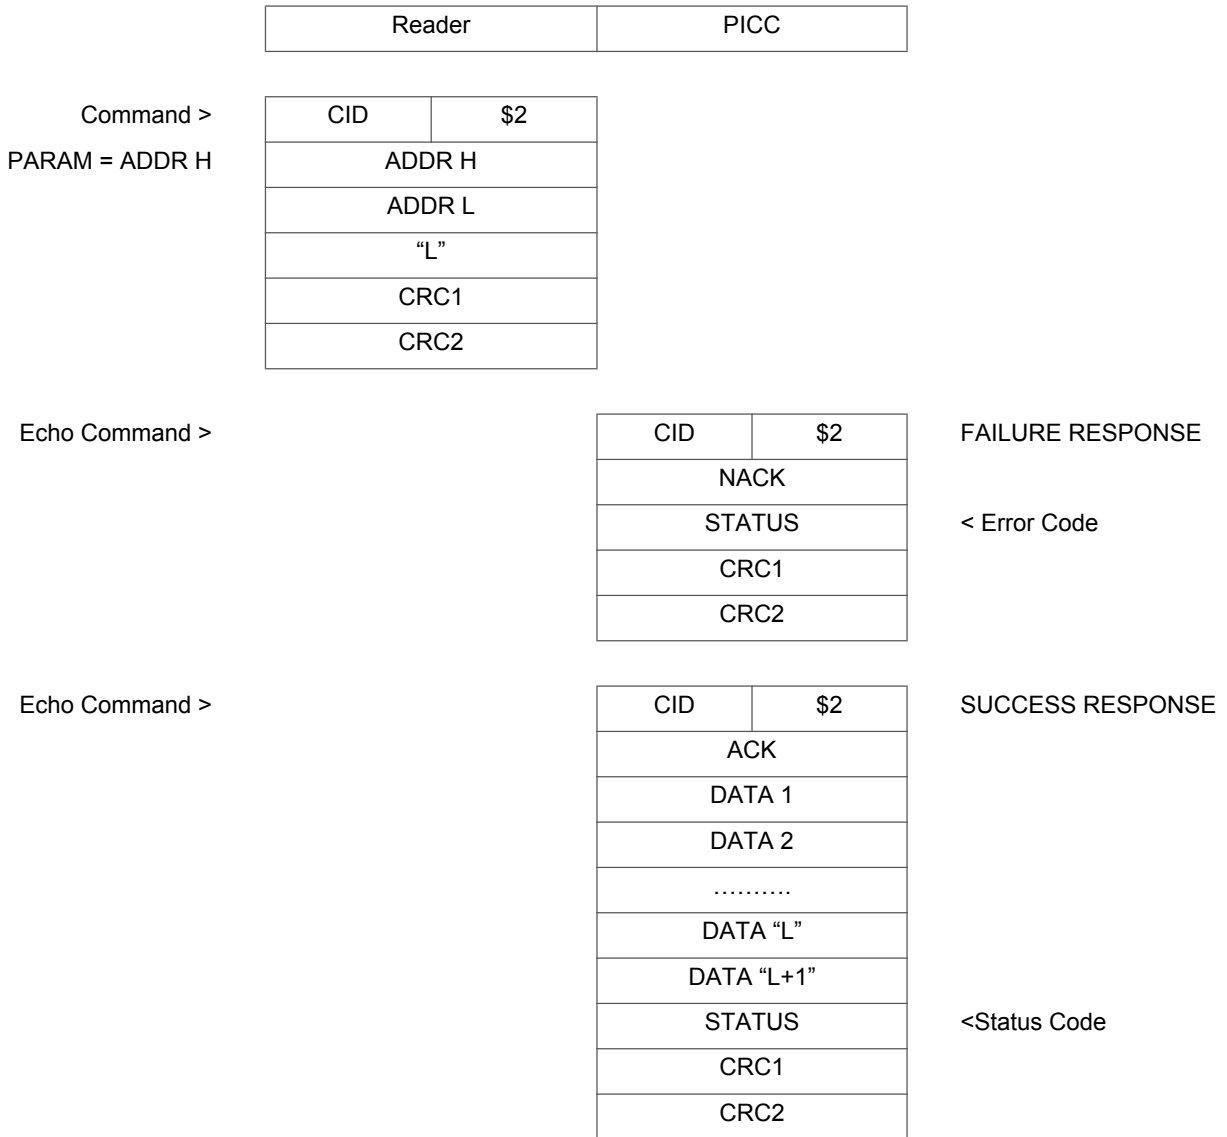 Reader PICC
Command > CID $2
PARAM = ADDR H ADDR H
ADDR L
“L”
CRC1
CRC2
Echo Command > CID $2 FAILURE RESPONSE
NACK
STATUS < Error Code
CRC1
CRC2
Echo Command > CID $2 SUCCESS RESPONSE
ACK
DATA 1
DATA 2
……….
DATA “L”
DATA “L+1”
STATUS <Status Code
CRC1
CRC2